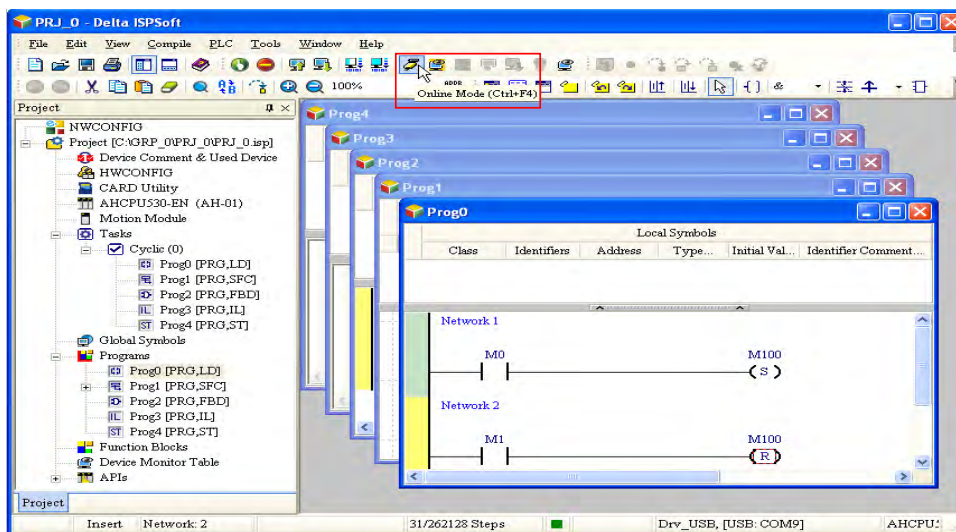 PRJ_0 - Delta ISPSoft
File Edit View Compile PLC Tools Window Help
100%
Online Mode (Ctrl+F4)
Project
NWCONFIG
Project [C:\GRP_0\PRJ_0\PRJ_0.isp]
Device Comment & Used Device
HWCONFIG
CARD Utility
AHCPU530-EN (AH-01)
Motion Module
Tasks
Cyclic (0)
Prog0 [PRG,LD]
Prog1 [PRG,SFC]
Prog2 [PRG,FBD]
Prog3 [PRG,IL]
Prog4 [PRG,ST]
Global Symbols
Programs
Prog0 [PRG,LD]
Prog1 [PRG,SFC]
Prog2 [PRG,FBD]
Prog3 [PRG,IL]
Prog4 [PRG,ST]
Function Blocks
Device Monitor Table
APIs
Project
Prog4
Prog3
Prog2
Prog1
Prog0
Local Symbols
Class Identifiers Address Type... Initial Val... Identifier Comment...
Network 1
M0 M100
S
Network 2
M1 M100
R
Insert Network: 2 31/262128 Steps Drv_USB, [USB: COM9] AHCPU: